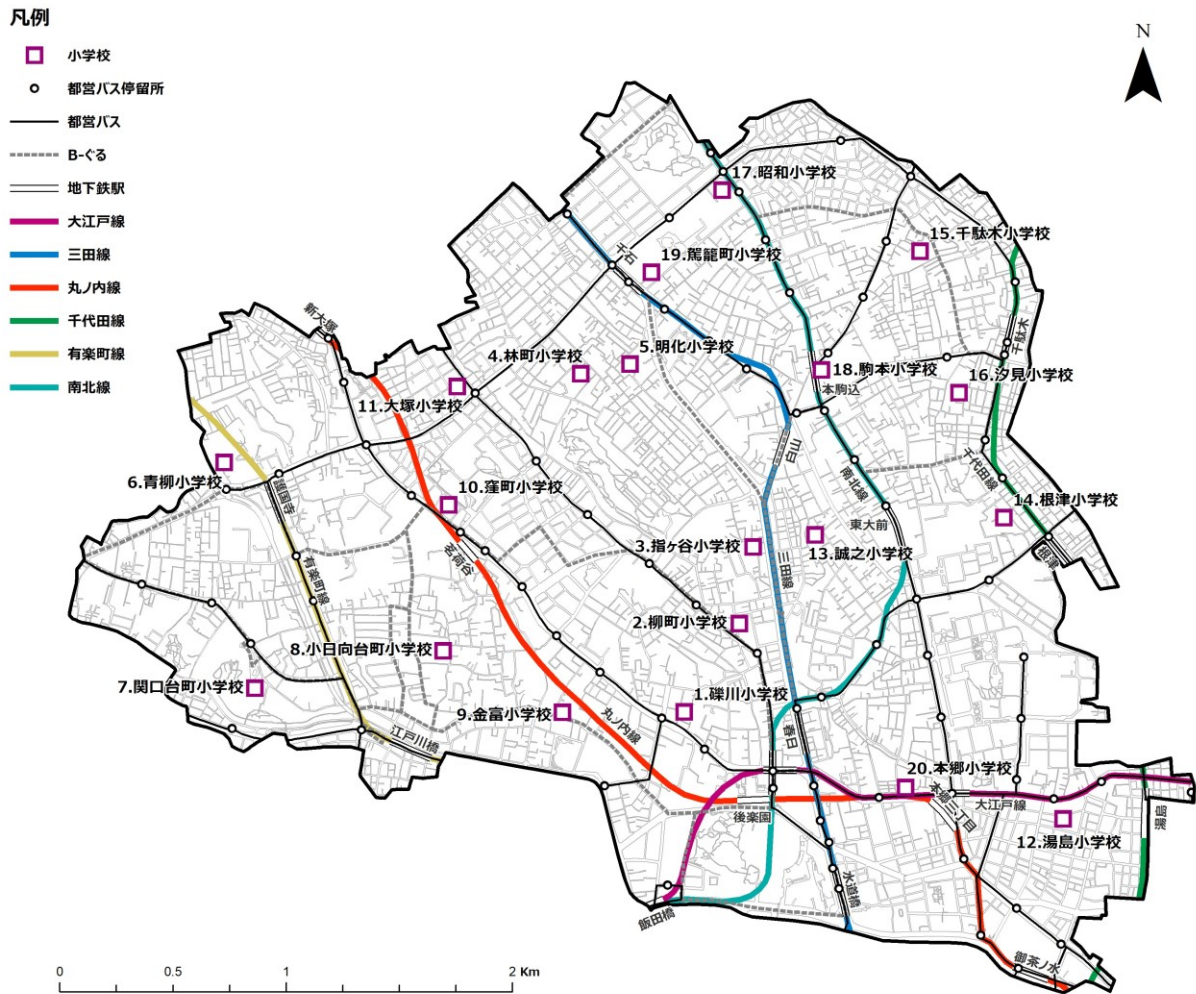 凡例
小学校
都営バス停留所
都営バス
B-ぐる
地下鉄駅
大江戸線
三田線
丸ノ内線
千代田線
有楽町線
南北線
N
17.昭和小学校
15.千駄木小学校
千石
19.駕籠町小学校
新大塚
千駄木
4.林町小学校
5.明化小学校
18.駒本小学校
16.汐見小学校
本駒込
11.大塚小学校
白山
6.青柳小学校
護国寺
10.窪町小学校
南北線
千代田線
14.根津小学校
東大前
根津
茗荷谷
3.指ヶ谷小学校
13.誠之小学校
三田線
有楽町線
2.柳町小学校
8.小日向台町小学校
7.関口台町小学校
1.礫川小学校
9.金富小学校
丸ノ内線
春日
江戸川橋
20.本郷小学校
本郷三丁目
大江戸線
湯島
後楽園
12.湯島小学校
水道橋
飯田橋
御茶ノ水
0 0.5 1 2 Km